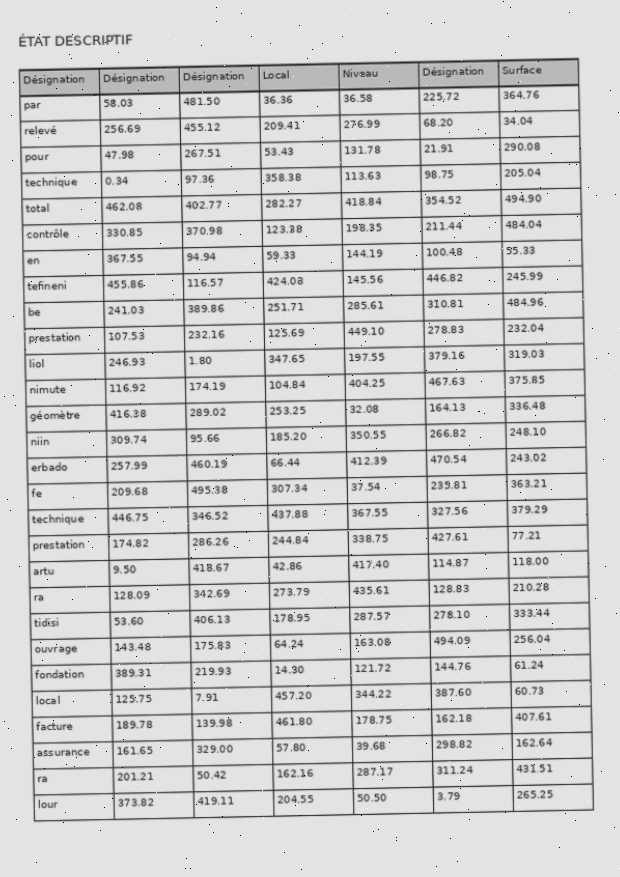 ÉTAT DESCRIPTIF
Désignation Désignation Désignation Local Niveau Désignation Surface
par 58.03 481.50 36.36 36.58 225.72 364.76
relevé 256.69 455.12 209.41 276.99 68.20 34.04
pour 47.98 267.51 53.43 131.78 21.91 290.08
technique 0.34 97.36 358.38 113.63 98.75 205.04
total 462.08 402.77 282.27 418.84 354.52 494.90
contrôle 330.85 370.98 123.38 198.35 211.44 484.04
en 367.55 94.94 59.33 144.19 100.48 55.33
tefineni 455.86 116.57 424.08 145.56 446.82 245.99
be 241.03 389.86 251.71 285.61 310.81 484.96
prestation 107.53 232.16 125.69 449.10 278.83 232.04
liol 246.93 1.80 347.65 197.55 379.16 319.03
nimute 116.92 174.19 104.84 404.25 467.63 375.85
géomètre 416.38 289.02 253.25 32.08 164.13 336.48
niin 309.74 95.66 185.20 350.55 266.82 248.10
erbado 257.99 460.19 66.44 412.39 470.54 243.02
fe 209.68 495.38 307.34 37.54 239.81 363.21
technique 446.75 346.52 437.88 367.55 327.56 379.29
prestation 174.82 286.26 244.84 338.75 427.61 77.21
artu 9.50 418.67 42.86 417.40 114.87 118.00
ra 128.09 342.69 273.79 435.61 128.83 210.28
tidisi 53.60 406.13 178.95 287.57 278.10 333.44
ouvrage 143.48 175.83 64.24 163.08 494.09 256.04
fondation 389.31 219.93 14.30 121.72 144.76 61.24
local 125.75 7.91 457.20 344.22 387.60 60.73
facture 189.78 139.98 461.80 178.75 162.18 407.61
assurance 161.65 329.00 57.80 39.68 298.82 162.64
ra 201.21 50.42 162.16 287.17 311.24 431.51
lour 373.82 419.11 204.55 50.50 3.79 265.25